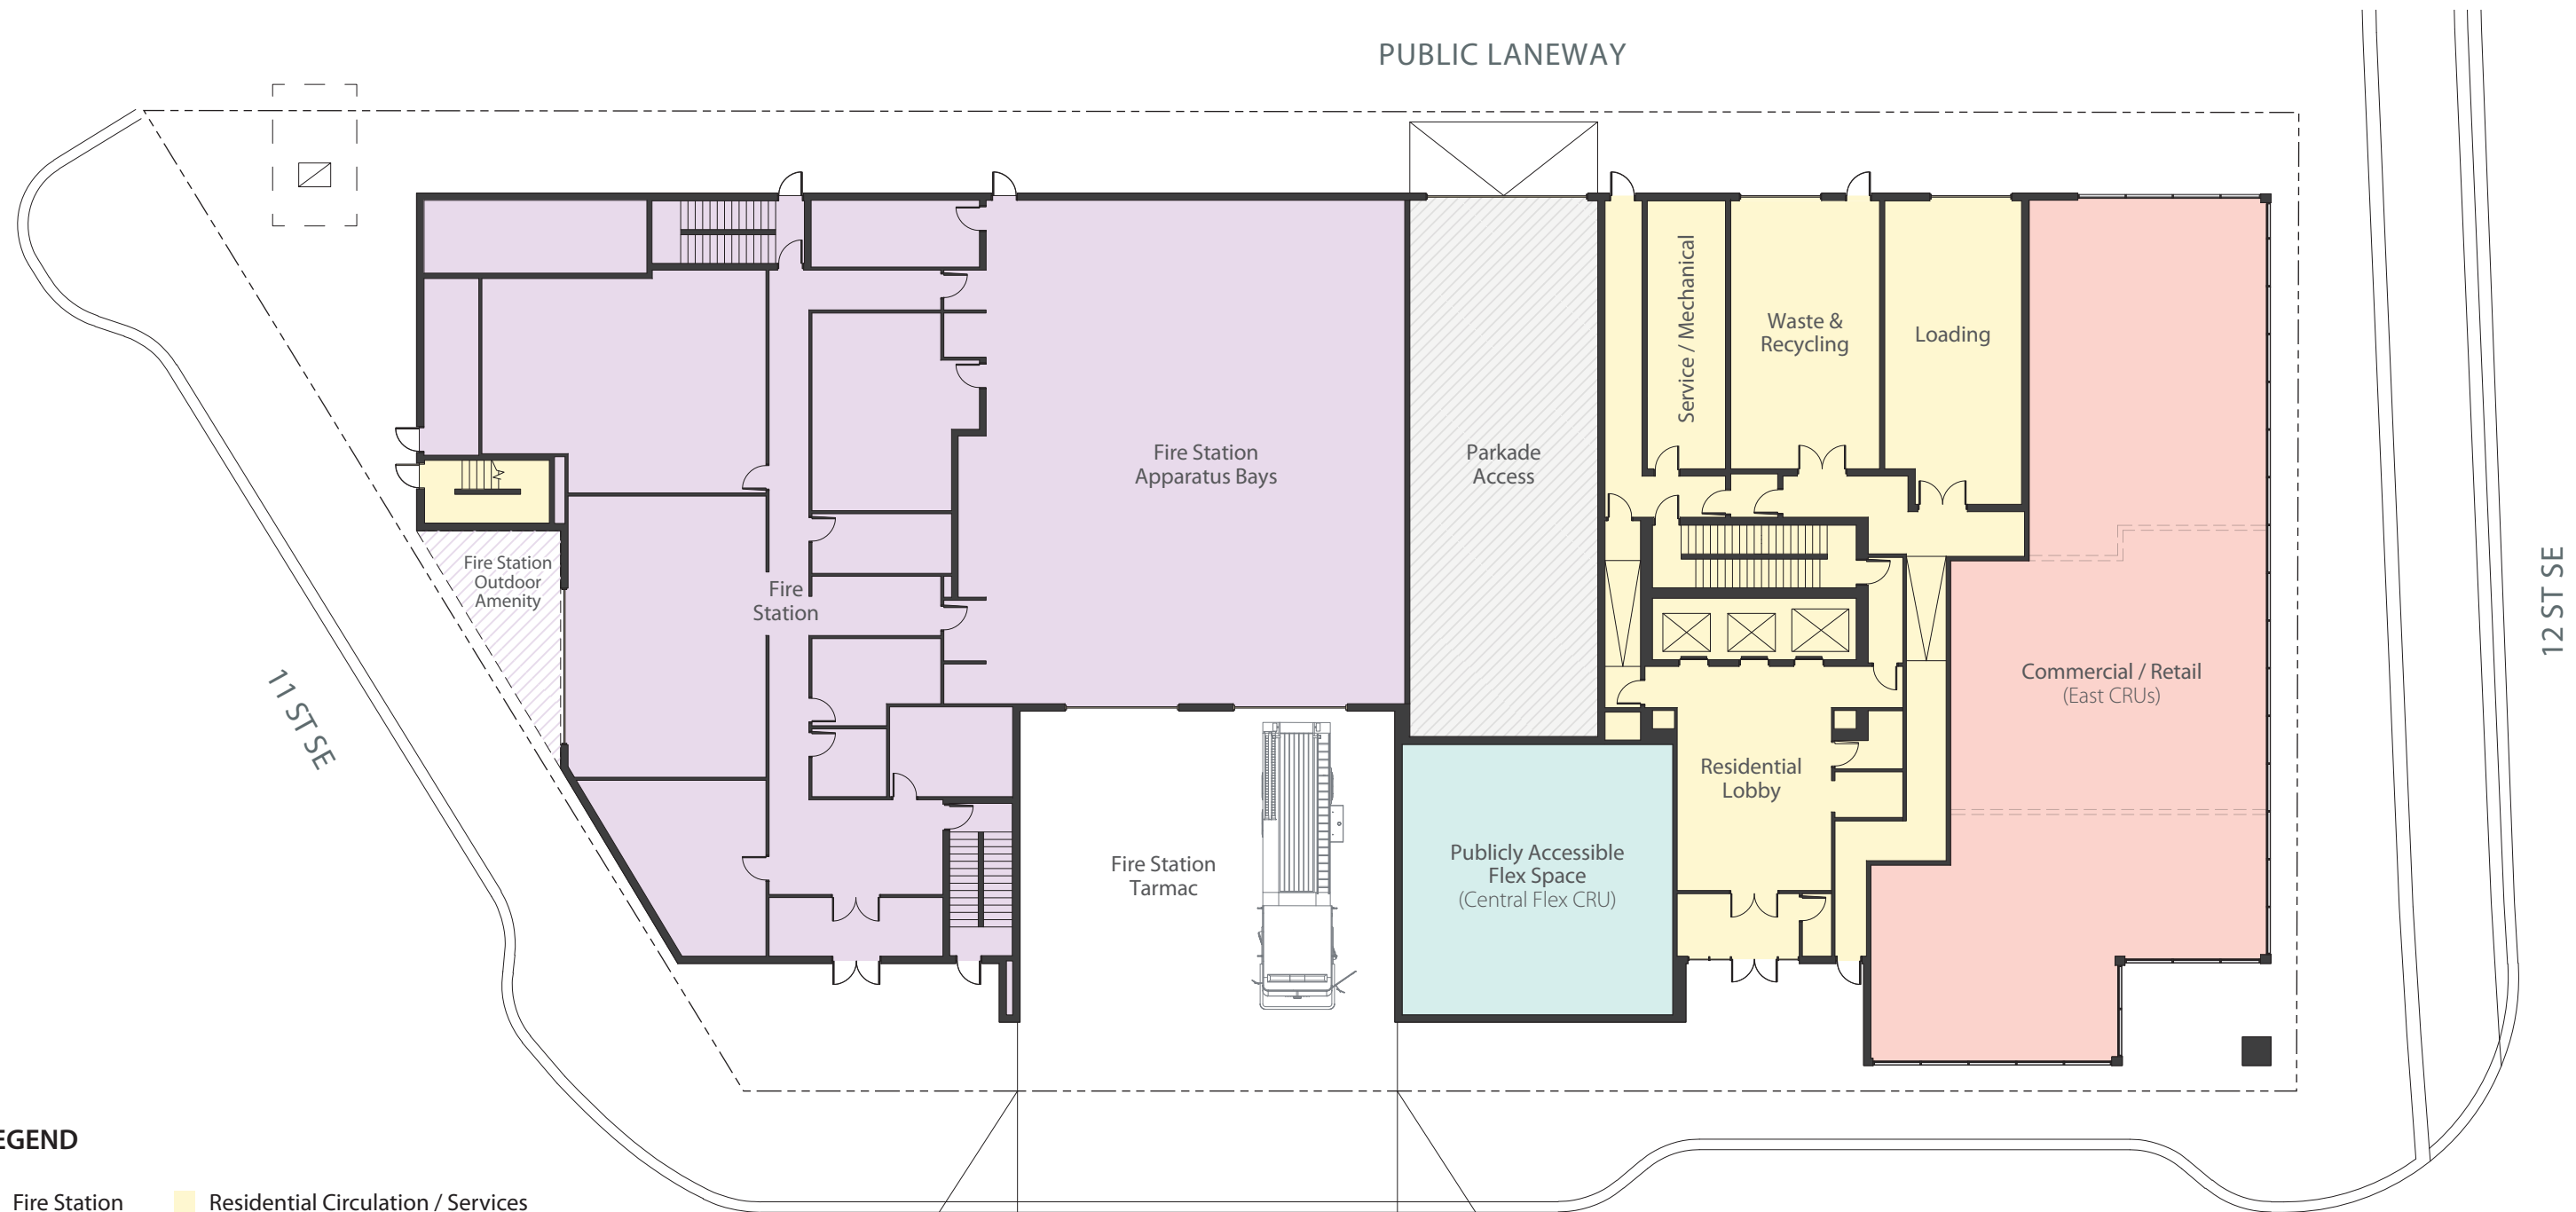 PUBLIC LANEWAY
Service / Mechanical
Waste &
Recycling
Loading
Fire Station
Apparatus Bays
Parkade
Access
Fire Station
Outdoor
Amenity
Fire
Station
11 ST SE
12 ST SE
Commercial / Retail
(East CRUs)
Residential
Lobby
Fire Station
Tarmac
Publicly Accessible
Flex Space
(Central Flex CRU)
EGEND
Fire Station
Residential Circulation / Services